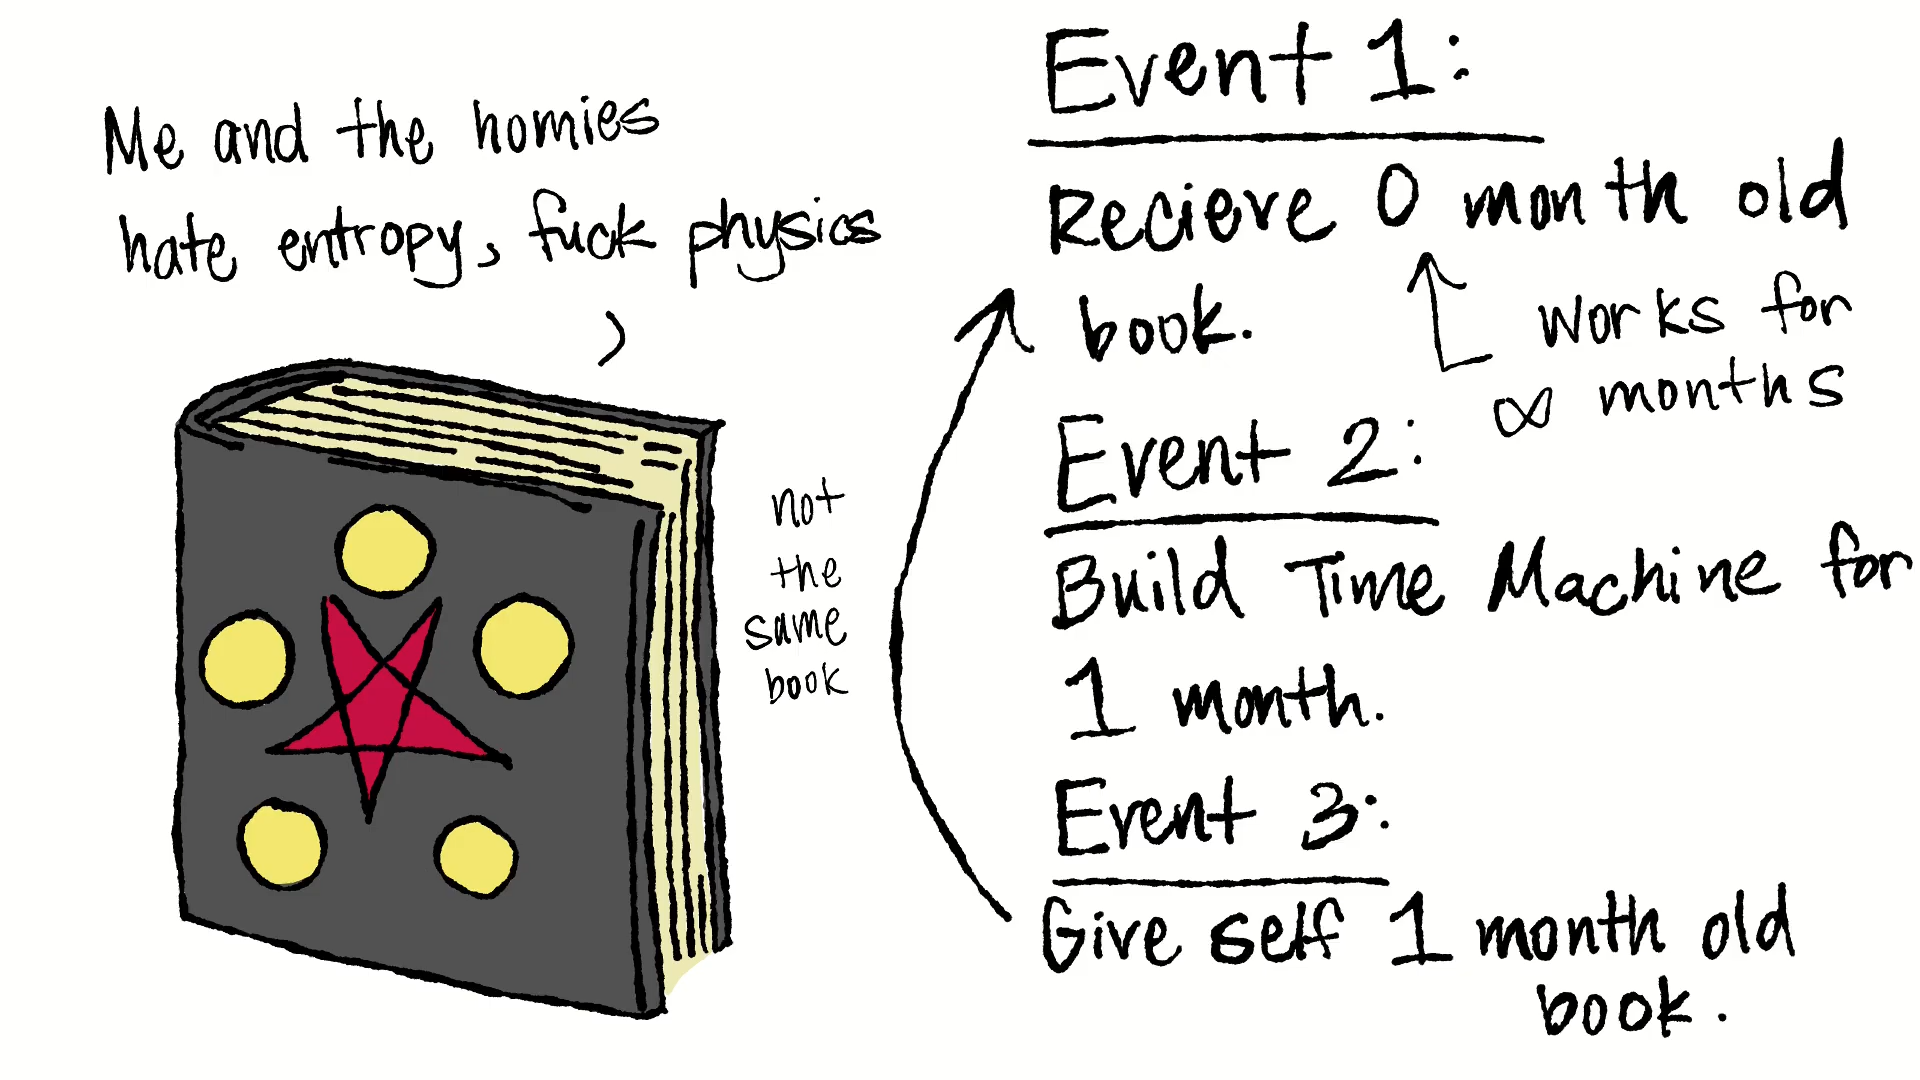 Me and the homies
hate entropy, fuck physics
not
the
same
book
Event 1:
Recieve 0 month old
book.
works for
∞ months
Event 2:
Build Time Machine for
1 month.
Event 3:
Give self 1 month old
book.